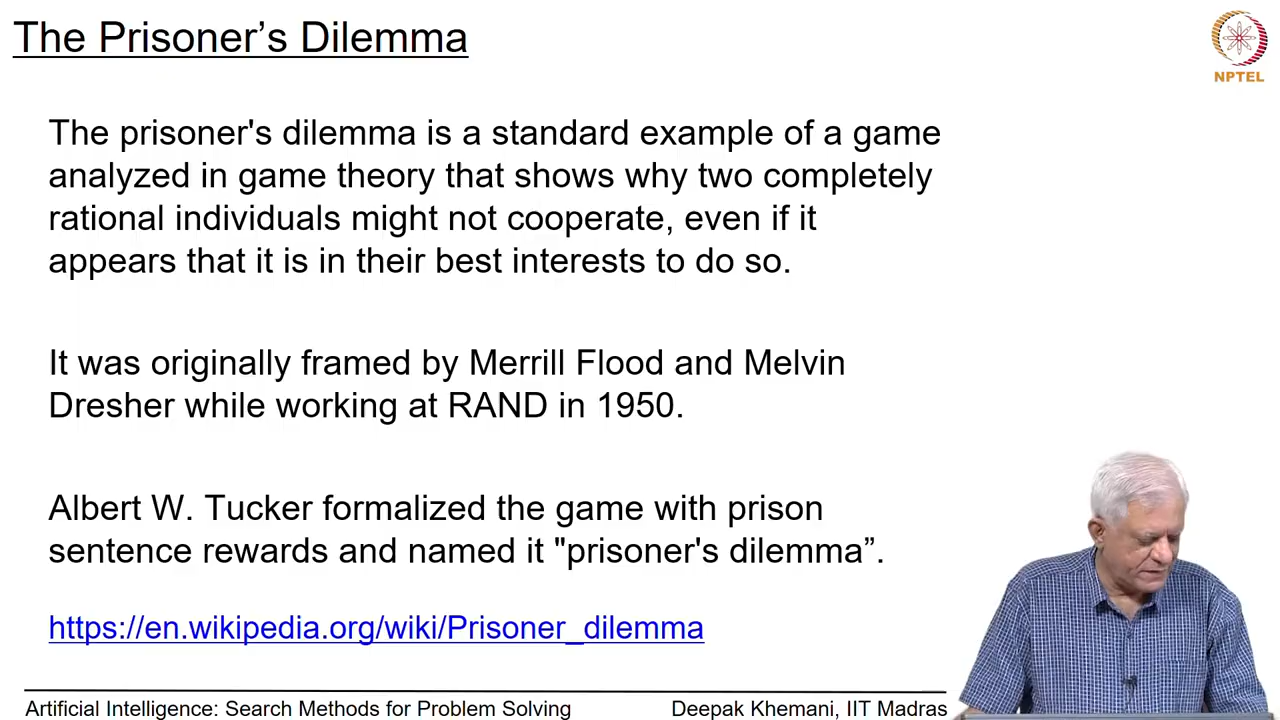 The Prisoner’s Dilemma
NPTEL
The prisoner's dilemma is a standard example of a game
analyzed in game theory that shows why two completely
rational individuals might not cooperate, even if it
appears that it is in their best interests to do so.
It was originally framed by Merrill Flood and Melvin
Dresher while working at RAND in 1950.
Albert W. Tucker formalized the game with prison
sentence rewards and named it "prisoner's dilemma”.
https://en.wikipedia.org/wiki/Prisoner_dilemma
Artificial Intelligence: Search Methods for Problem Solving
Deepak Khemani, IIT Madras